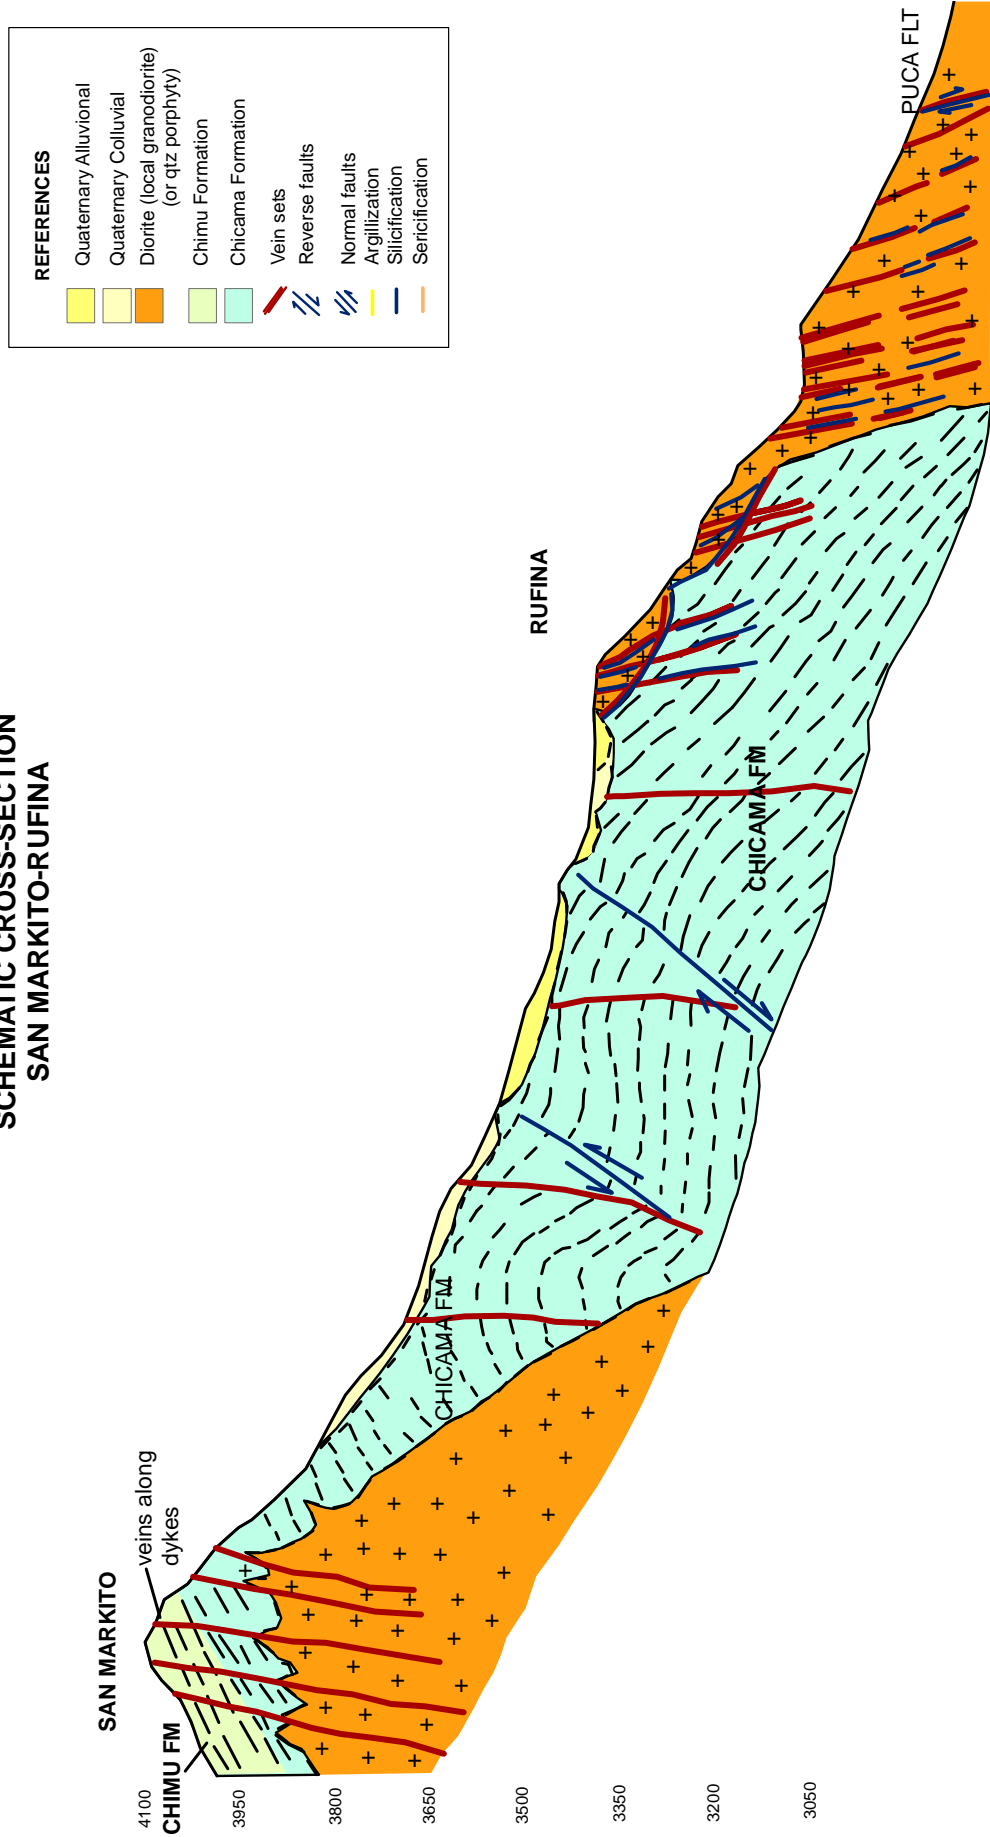 SCHEMATIC CROSS-SECTION
SAN MARKITO-RUFINA
REFERENCES
Quaternary Alluvional
Quaternary Colluvial
Diorite (local granodiorite)
(or qtz porphyty)
Chimu Formation
Chicama Formation
Vein sets
Reverse faults
Normal faults
Argillization
Silicification
Sericification
SAN MARKITO
veins along
dykes
CHIMU FM
CHICAMA FM
CHICAMA FM
RUFINA
PUCA FLT
4100
3950
3800
3650
3500
3350
3200
3050